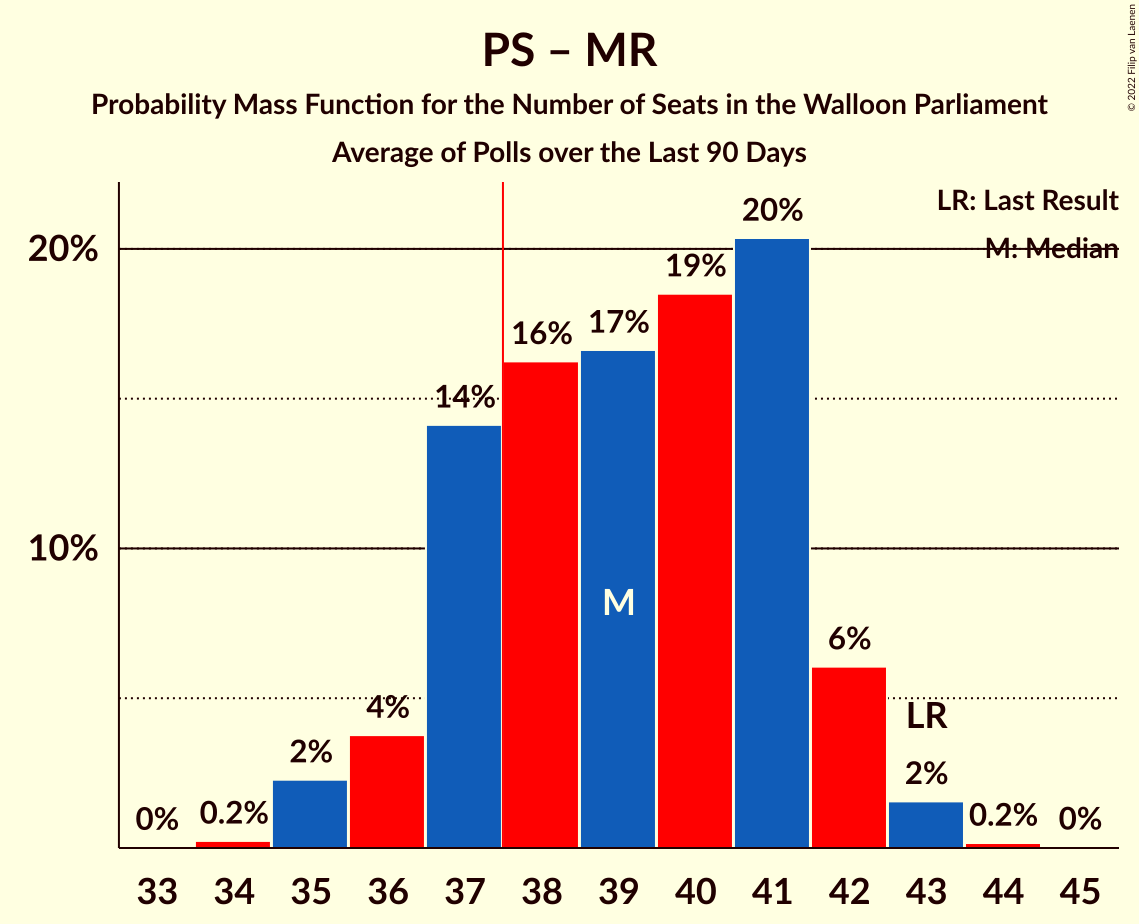 PS – MR
Probability Mass Function for the Number of Seats in the Walloon Parliament
Average of Polls over the Last 90 Days
© 2022 Filip van Laenen
LR: Last Result
M: Median
20%
10%
0%
0.2%
2%
4%
14%
16%
17%
19%
20%
6%
2%
0.2%
0%
M
LR
33 34 35 36 37 38 39 40 41 42 43 44 45